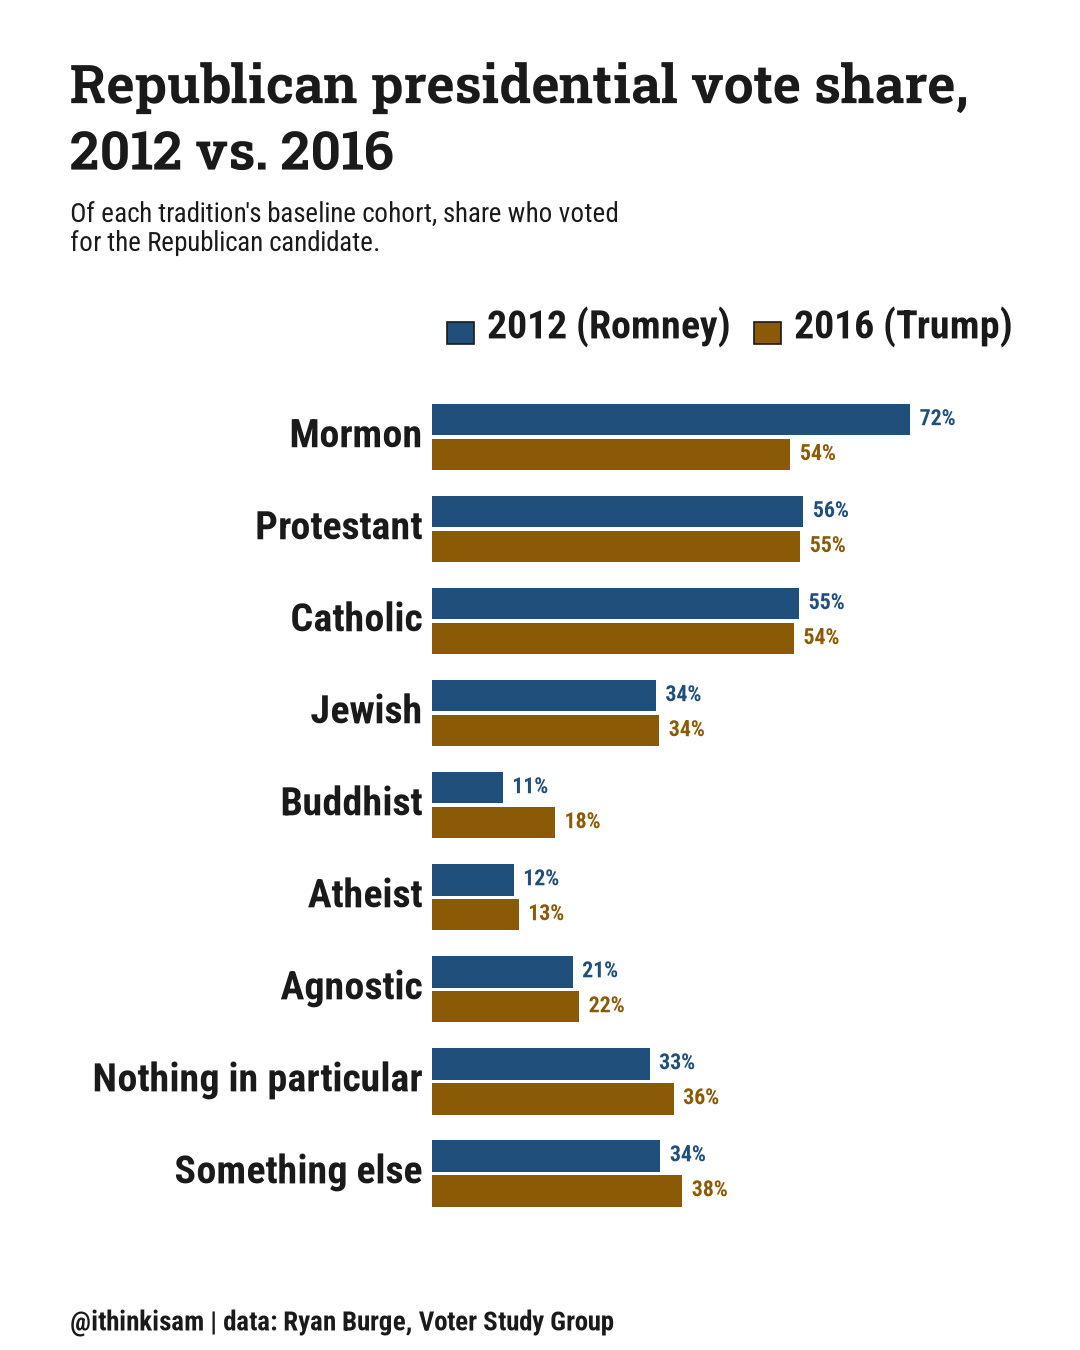 Republican presidential vote share,
2012 vs. 2016
Of each tradition's baseline cohort, share who voted
for the Republican candidate.
2012 (Romney) 2016 (Trump)
Mormon 72%
54%
Protestant 56%
55%
Catholic 55%
54%
Jewish 34%
34%
Buddhist 11%
18%
Atheist 12%
13%
Agnostic 21%
22%
Nothing in particular 33%
36%
Something else 34%
38%
@ithinkisam | data: Ryan Burge, Voter Study Group